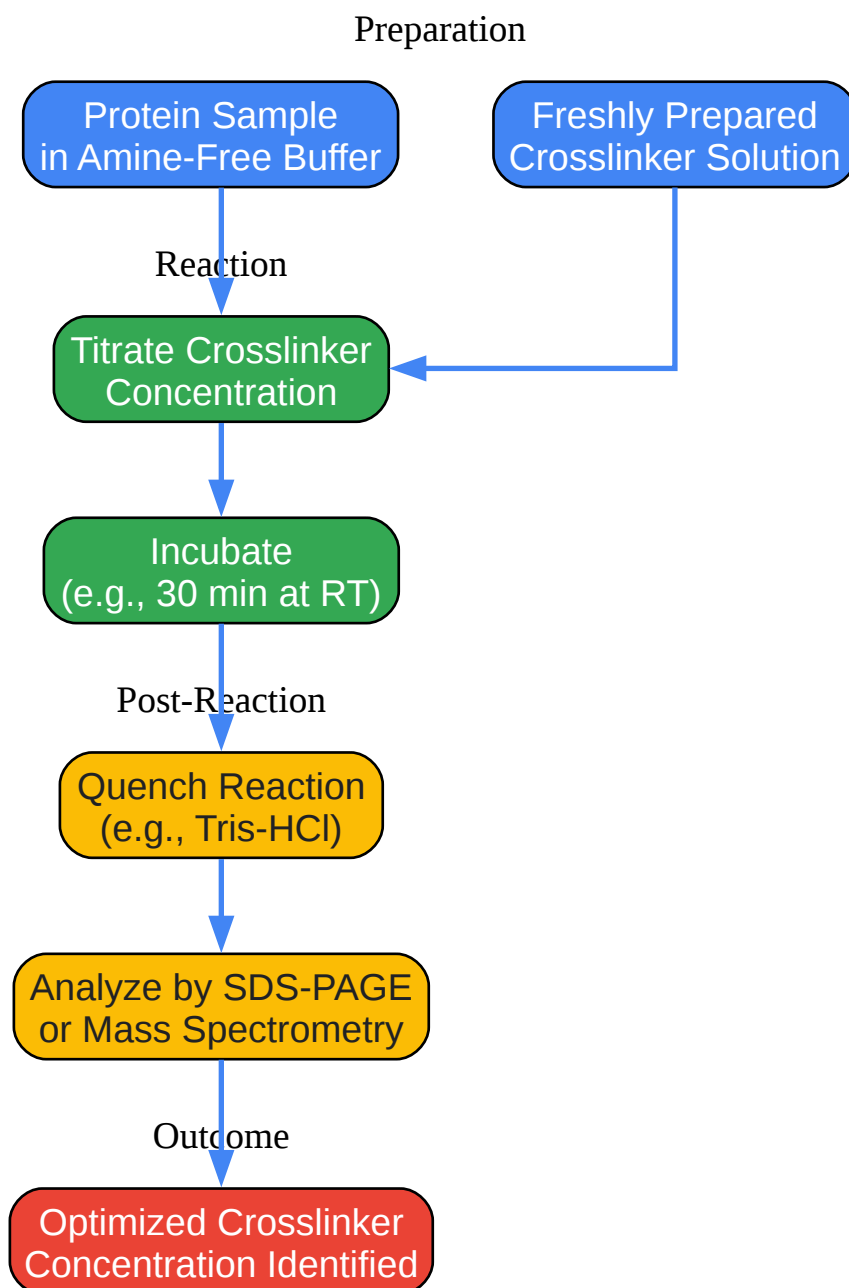 Preparation
Protein Sample
in Amine-Free Buffer
Freshly Prepared
Crosslinker Solution
Reaction
Titrate Crosslinker
Concentration
Incubate
(e.g., 30 min at RT)
Post-Reaction
Quench Reaction
(e.g., Tris-HCl)
Analyze by SDS-PAGE
or Mass Spectrometry
Outcome
Optimized Crosslinker
Concentration Identified